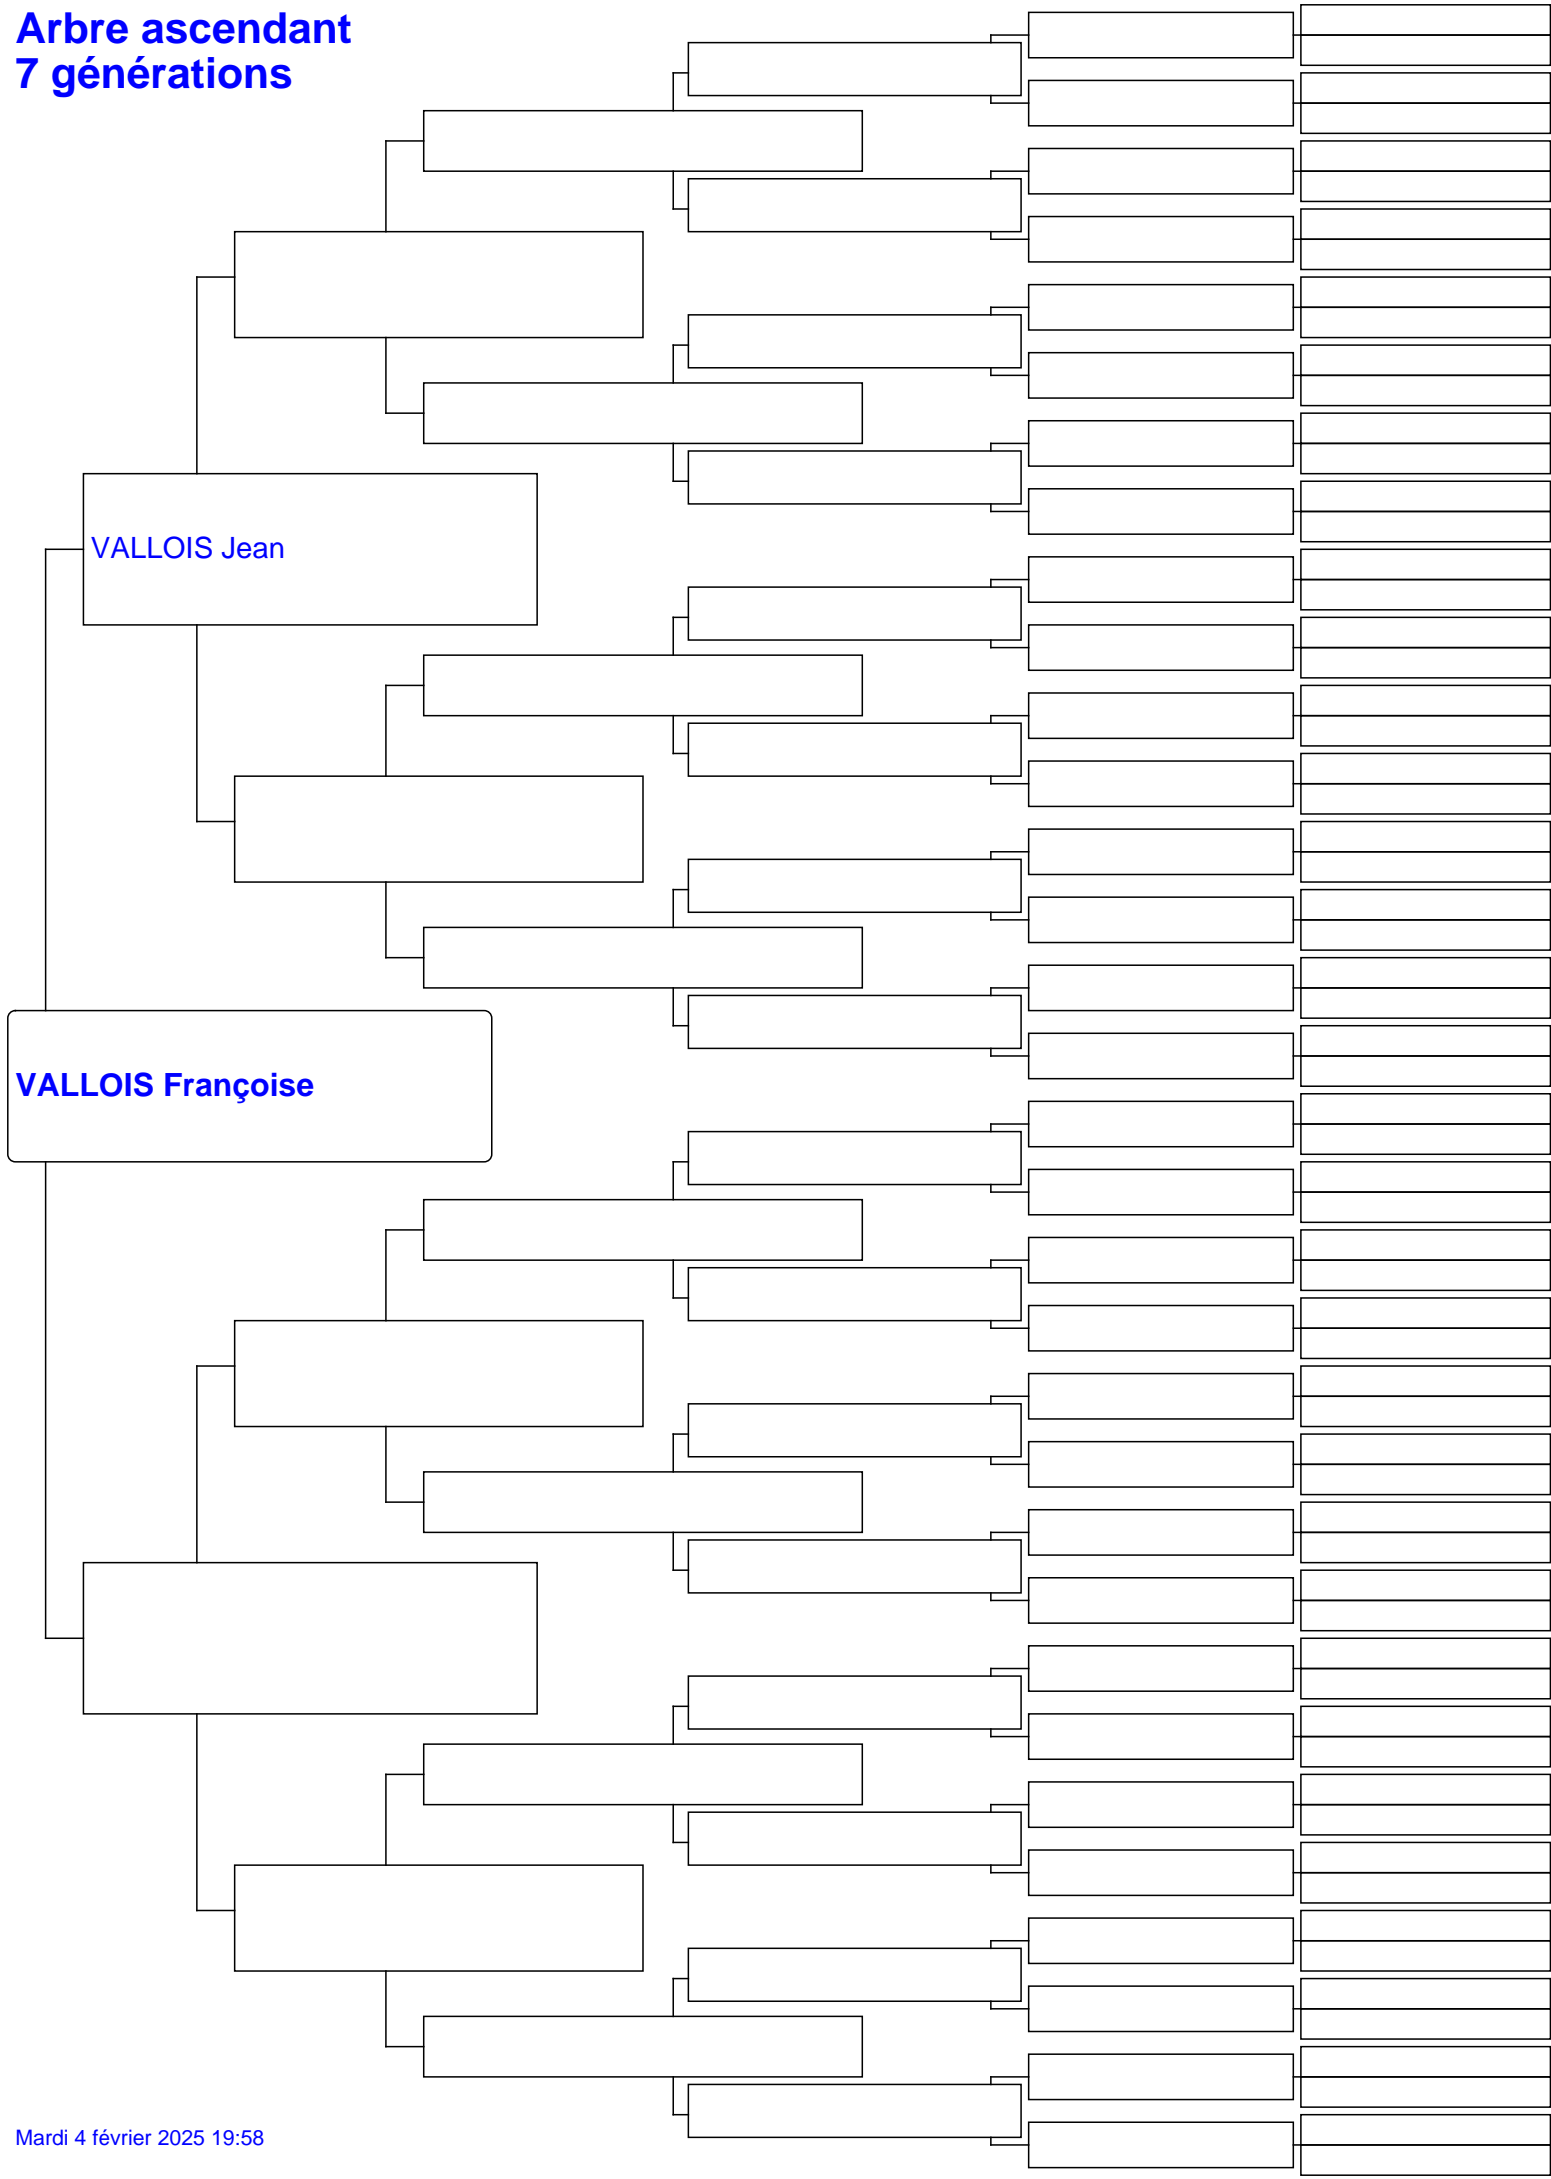 Arbre ascendant
7 générations
VALLOIS Jean
VALLOIS Françoise
Mardi 4 février 2025 19:58